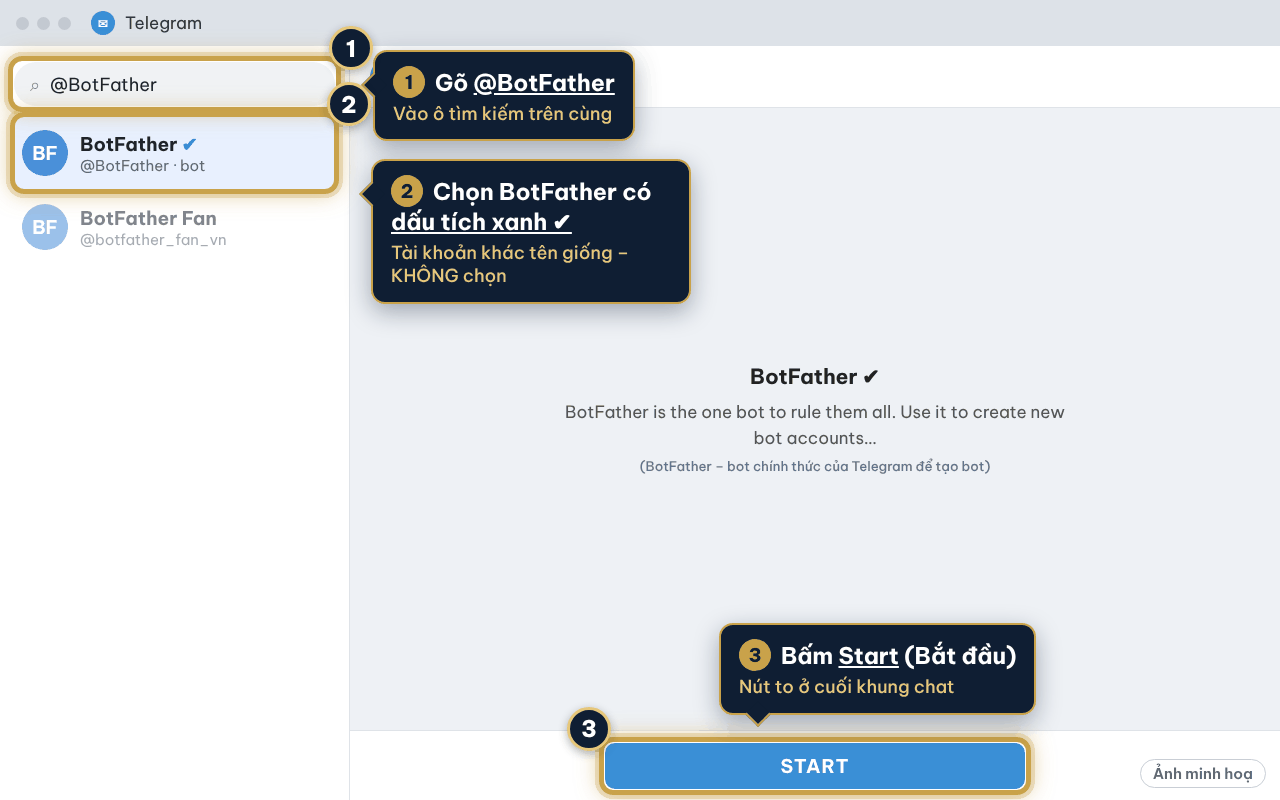 Telegram
@BotFather
1
1 Gõ @BotFather
Vào ô tìm kiếm trên cùng
2
BF
BotFather ✔
@BotFather · bot
2 Chọn BotFather có
dấu tích xanh ✔
Tài khoản khác tên giống –
KHÔNG chọn
BF
BotFather Fan
@botfather_fan_vn
BotFather ✔
BotFather is the one bot to rule them all. Use it to create new
bot accounts...
(BotFather – bot chính thức của Telegram để tạo bot)
3 Bấm Start (Bắt đầu)
Nút to ở cuối khung chat
3
START
Ảnh minh hoạ